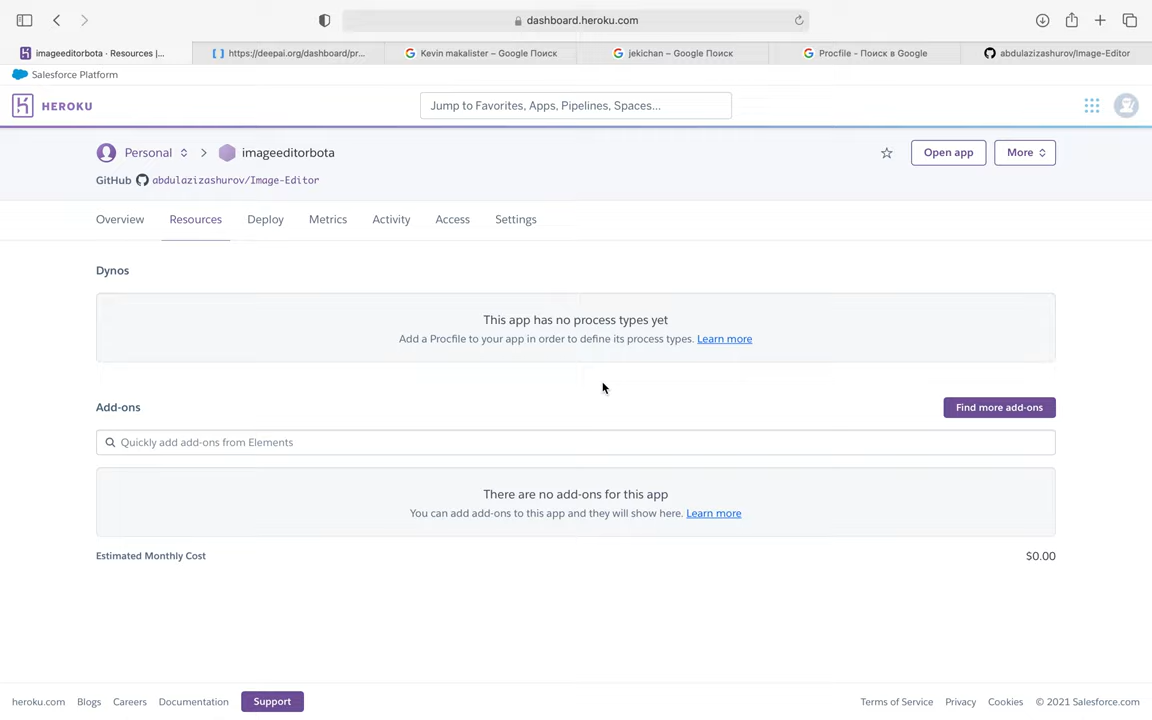 dashboard.heroku.com
imageeditorbota · Resources |...
https://deepai.org/dashboard/pr...
Kevin makalister – Google Поиск
jekichan – Google Поиск
Procfile - Поиск в Google
abdulazizashurov/Image-Editor
Salesforce Platform
HEROKU
Jump to Favorites, Apps, Pipelines, Spaces...
Personal
imageeditorbota
Open app
More
GitHub abdulazizashurov/Image-Editor
Overview Resources Deploy Metrics Activity Access Settings
Dynos
This app has no process types yet
Add a Procfile to your app in order to define its process types. Learn more
Add-ons
Find more add-ons
Quickly add add-ons from Elements
There are no add-ons for this app
You can add add-ons to this app and they will show here. Learn more
Estimated Monthly Cost $0.00
heroku.com Blogs Careers Documentation Support Terms of Service Privacy Cookies © 2021 Salesforce.com